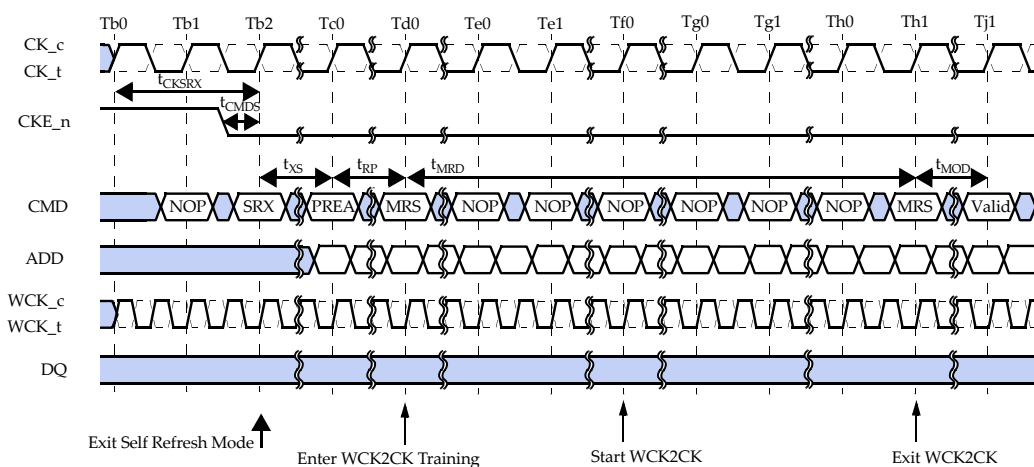 Tb0 Tb1 Tb2 Tc0 Td0 Te0 Te1 Tf0 Tg0 Tg1 Th0 Th1 Tj1
CK_c
CK_t
tCKSRX
tCMDS
CKE_n
tXS tRP tMRD tMOD
CMD NOP SRX PREA MRS NOP NOP NOP NOP NOP NOP MRS Valid
ADD
WCK_c
WCK_t
DQ
Exit Self Refresh Mode
Enter WCK2CK Training
Start WCK2CK
Exit WCK2CK